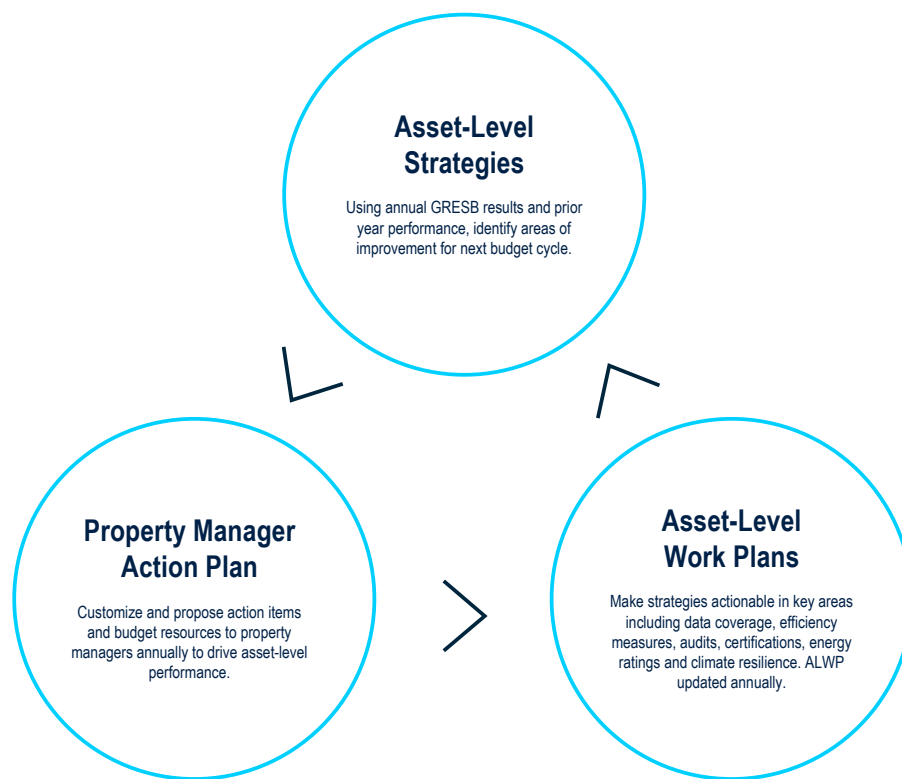 Asset-Level
Strategies
Using annual GRESB results and prior
year performance, identify areas of
improvement for next budget cycle.
Property Manager
Action Plan
Customize and propose action items
and budget resources to property
managers annually to drive asset-level
performance.
Asset-Level
Work Plans
Make strategies actionable in key areas
including data coverage, efficiency
measures, audits, certifications, energy
ratings and climate resilience. ALWP
updated annually.